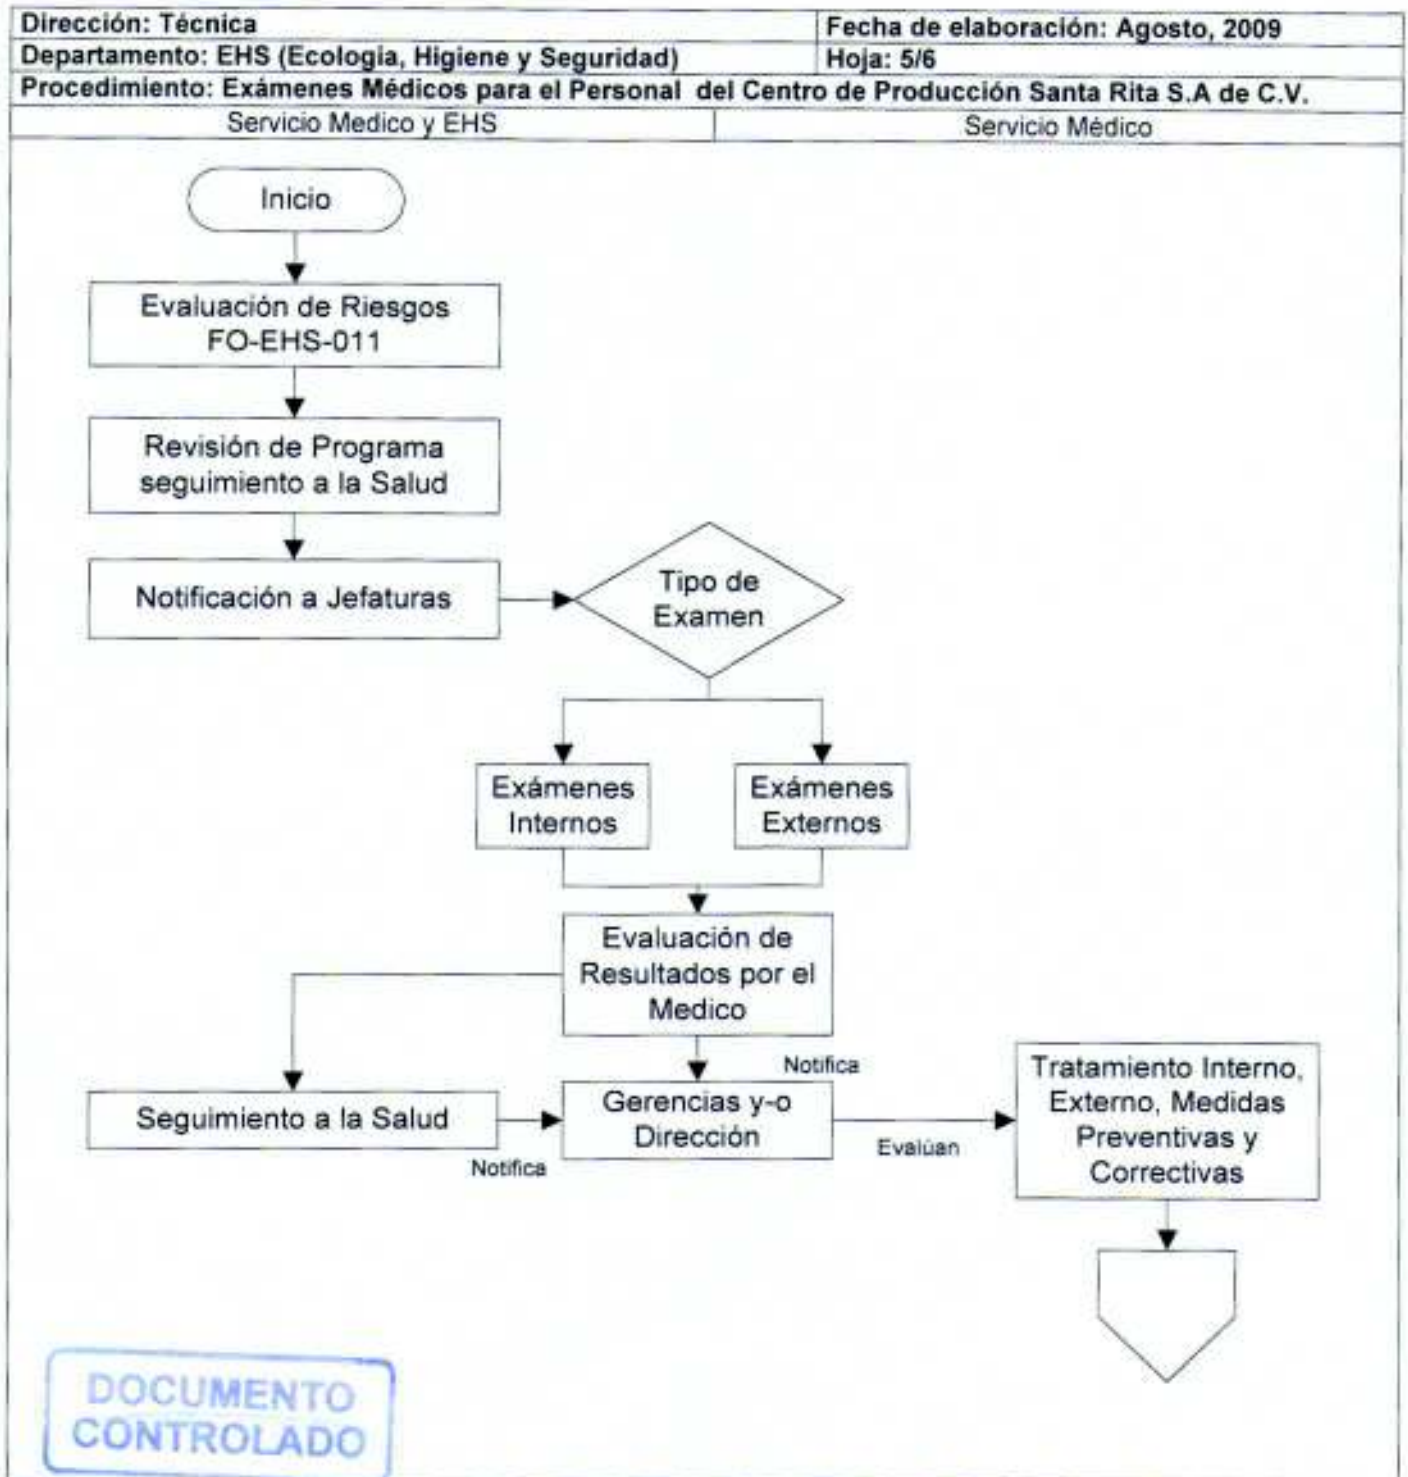 Dirección: Técnica
Fecha de elaboración: Agosto, 2009
Departamento: EHS (Ecología, Higiene y Seguridad)
Hoja: 5/6
Procedimiento: Exámenes Médicos para el Personal del Centro de Producción Santa Rita S.A de C.V.
Servicio Medico y EHS
Servicio Médico
Inicio
Evaluación de Riesgos
FO-EHS-011
Revisión de Programa
seguimiento a la Salud
Notificación a Jefaturas
Tipo de
Examen
Exámenes
Internos
Exámenes
Externos
Evaluación de
Resultados por el
Medico
Seguimiento a la Salud
Notifica
Gerencias y-o
Dirección
Notifica
Evalúan
Tratamiento Interno,
Externo, Medidas
Preventivas y
Correctivas
DOCUMENTO
CONTROLADO